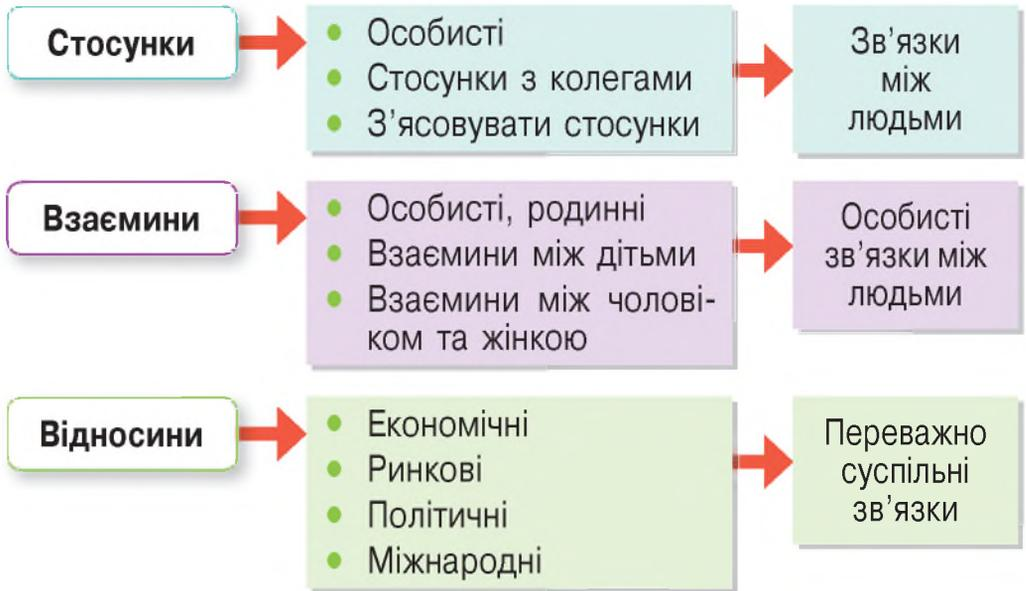 Стосунки
• Особисті
• Стосунки з колегами
• З’ясовувати стосунки
Зв’язки
між
людьми
Взаємини
• Особисті, родинні
• Взаємини між дітьми
• Взаємини між чолові-
ком та жінкою
Особисті
зв’язки між
людьми
Відносини
• Економічні
• Ринкові
• Політичні
• Міжнародні
Переважно
суспільні
зв’язки